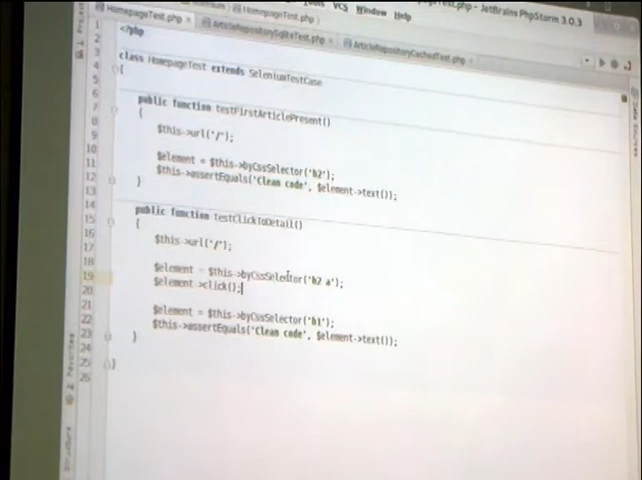 VCS Window Help
JetBrains PhpStorm 3.0.3
HomepageTest.php
ArticleRepositorySqliteTest.php
ArticleRepositoryCachedTest.php
1
2
3
4
5
6
7
8
9
10
11
12
13
14
15
16
17
18
19
20
21
22
23
24
25
26
<?php
class HomepageTest extends SeleniumTestCase
{
public function testFirstArticlePresent()
{
$this->url('/');
$element = $this->byCssSelector('h2');
$this->assertEquals('Clean code', $element->text());
}
public function testClickToDetail()
{
$this->url('/');
$element = $this->byCssSelector('h2 a');
$element->click();
$element = $this->byCssSelector('h1');
$this->assertEquals('Clean code', $element->text());
}
}